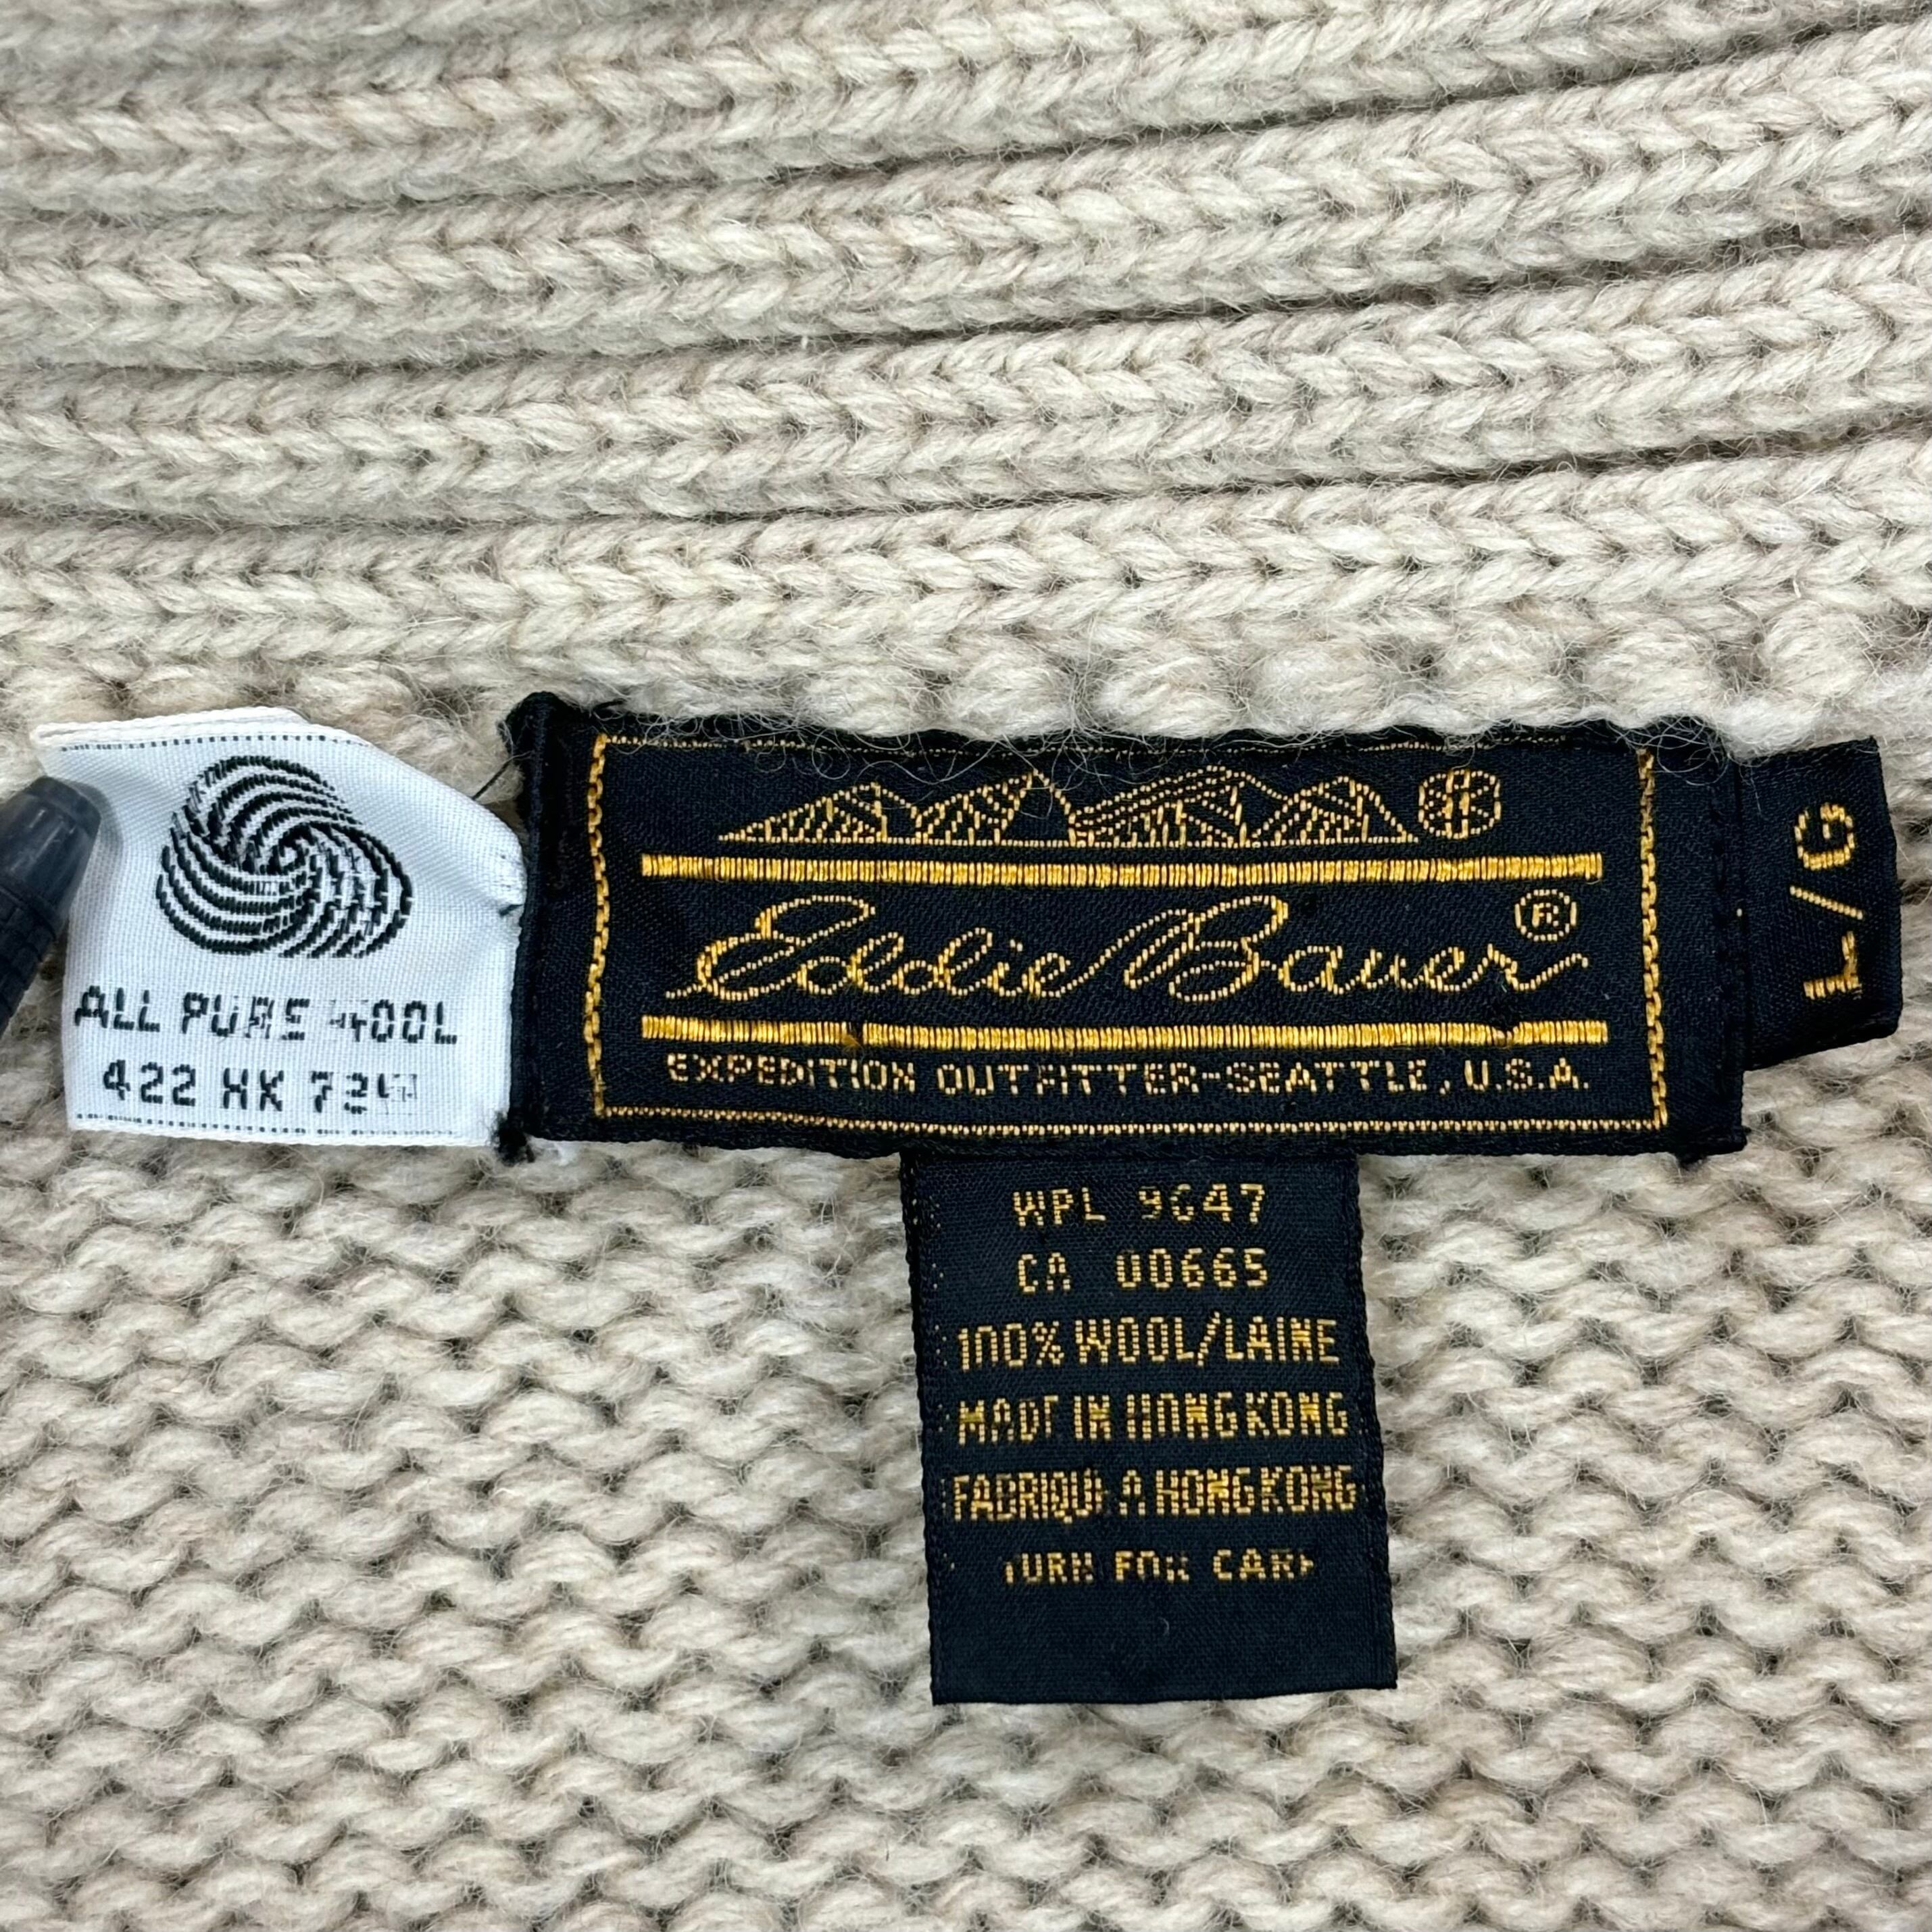 ALL PURE WOOL
422 HK
Eddie Bauer®
EXPEDITION OUTFITTER-SEATTLE, U.S.A.
L/G
WPL 9647
CA 00665
100% WOOL/LAINE
MADE IN HONG KONG
FABRIQUE A HONG KONG
TURN FOR CARE